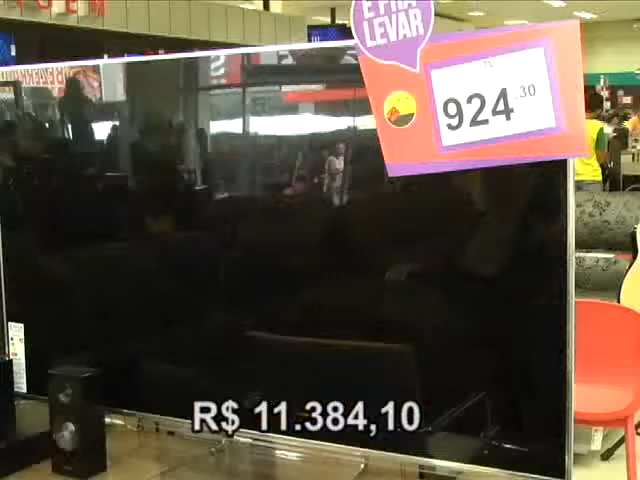 É PRA
LEVAR
TV
924,30
R$ 11.384,10